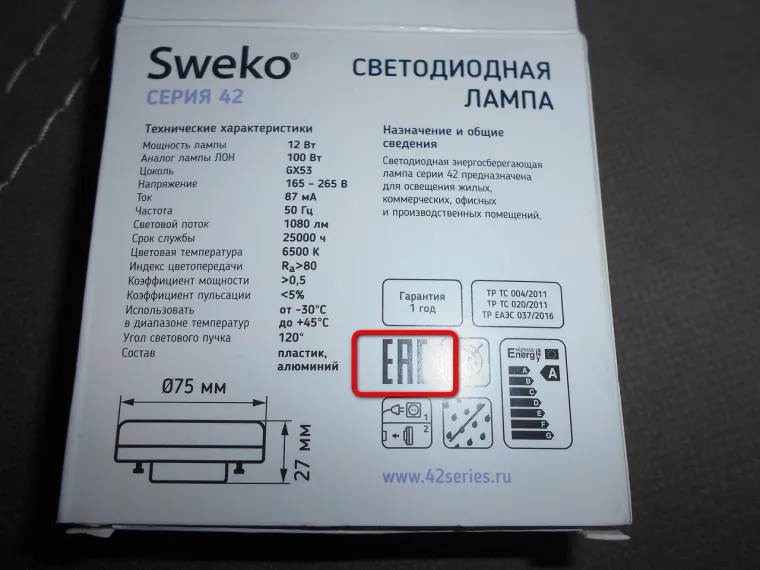 Sweko®
СЕРИЯ 42
СВЕТОДИОДНАЯ
ЛАМПА
Технические характеристики
Мощность лампы 12 Вт
Аналог лампы ЛОН 100 Вт
Цоколь GX53
Напряжение 165 – 265 В
Ток 87 мА
Частота 50 Гц
Световой поток 1080 лм
Срок службы 25000 ч
Цветовая температура 6500 К
Индекс цветопередачи Ra>80
Коэффициент мощности >0,5
Коэффициент пульсации <5%
Использовать от -30°С
в диапазоне температур до +45°С
Угол светового пучка 120°
Состав пластик,
алюминий
Ø75 мм
27 мм
Назначение и общие
сведения
Светодиодная энергосберегающая
лампа серии 42 предназначена
для освещения жилых,
коммерческих, офисных
и производственных помещений.
Гарантия
1 год
ТР ТС 004/2011
ТР ТС 020/2011
ТР ЕАЭС 037/2016
EAC
Energy
A
B
C
D
E
F
G
A
1
2
www.42series.ru